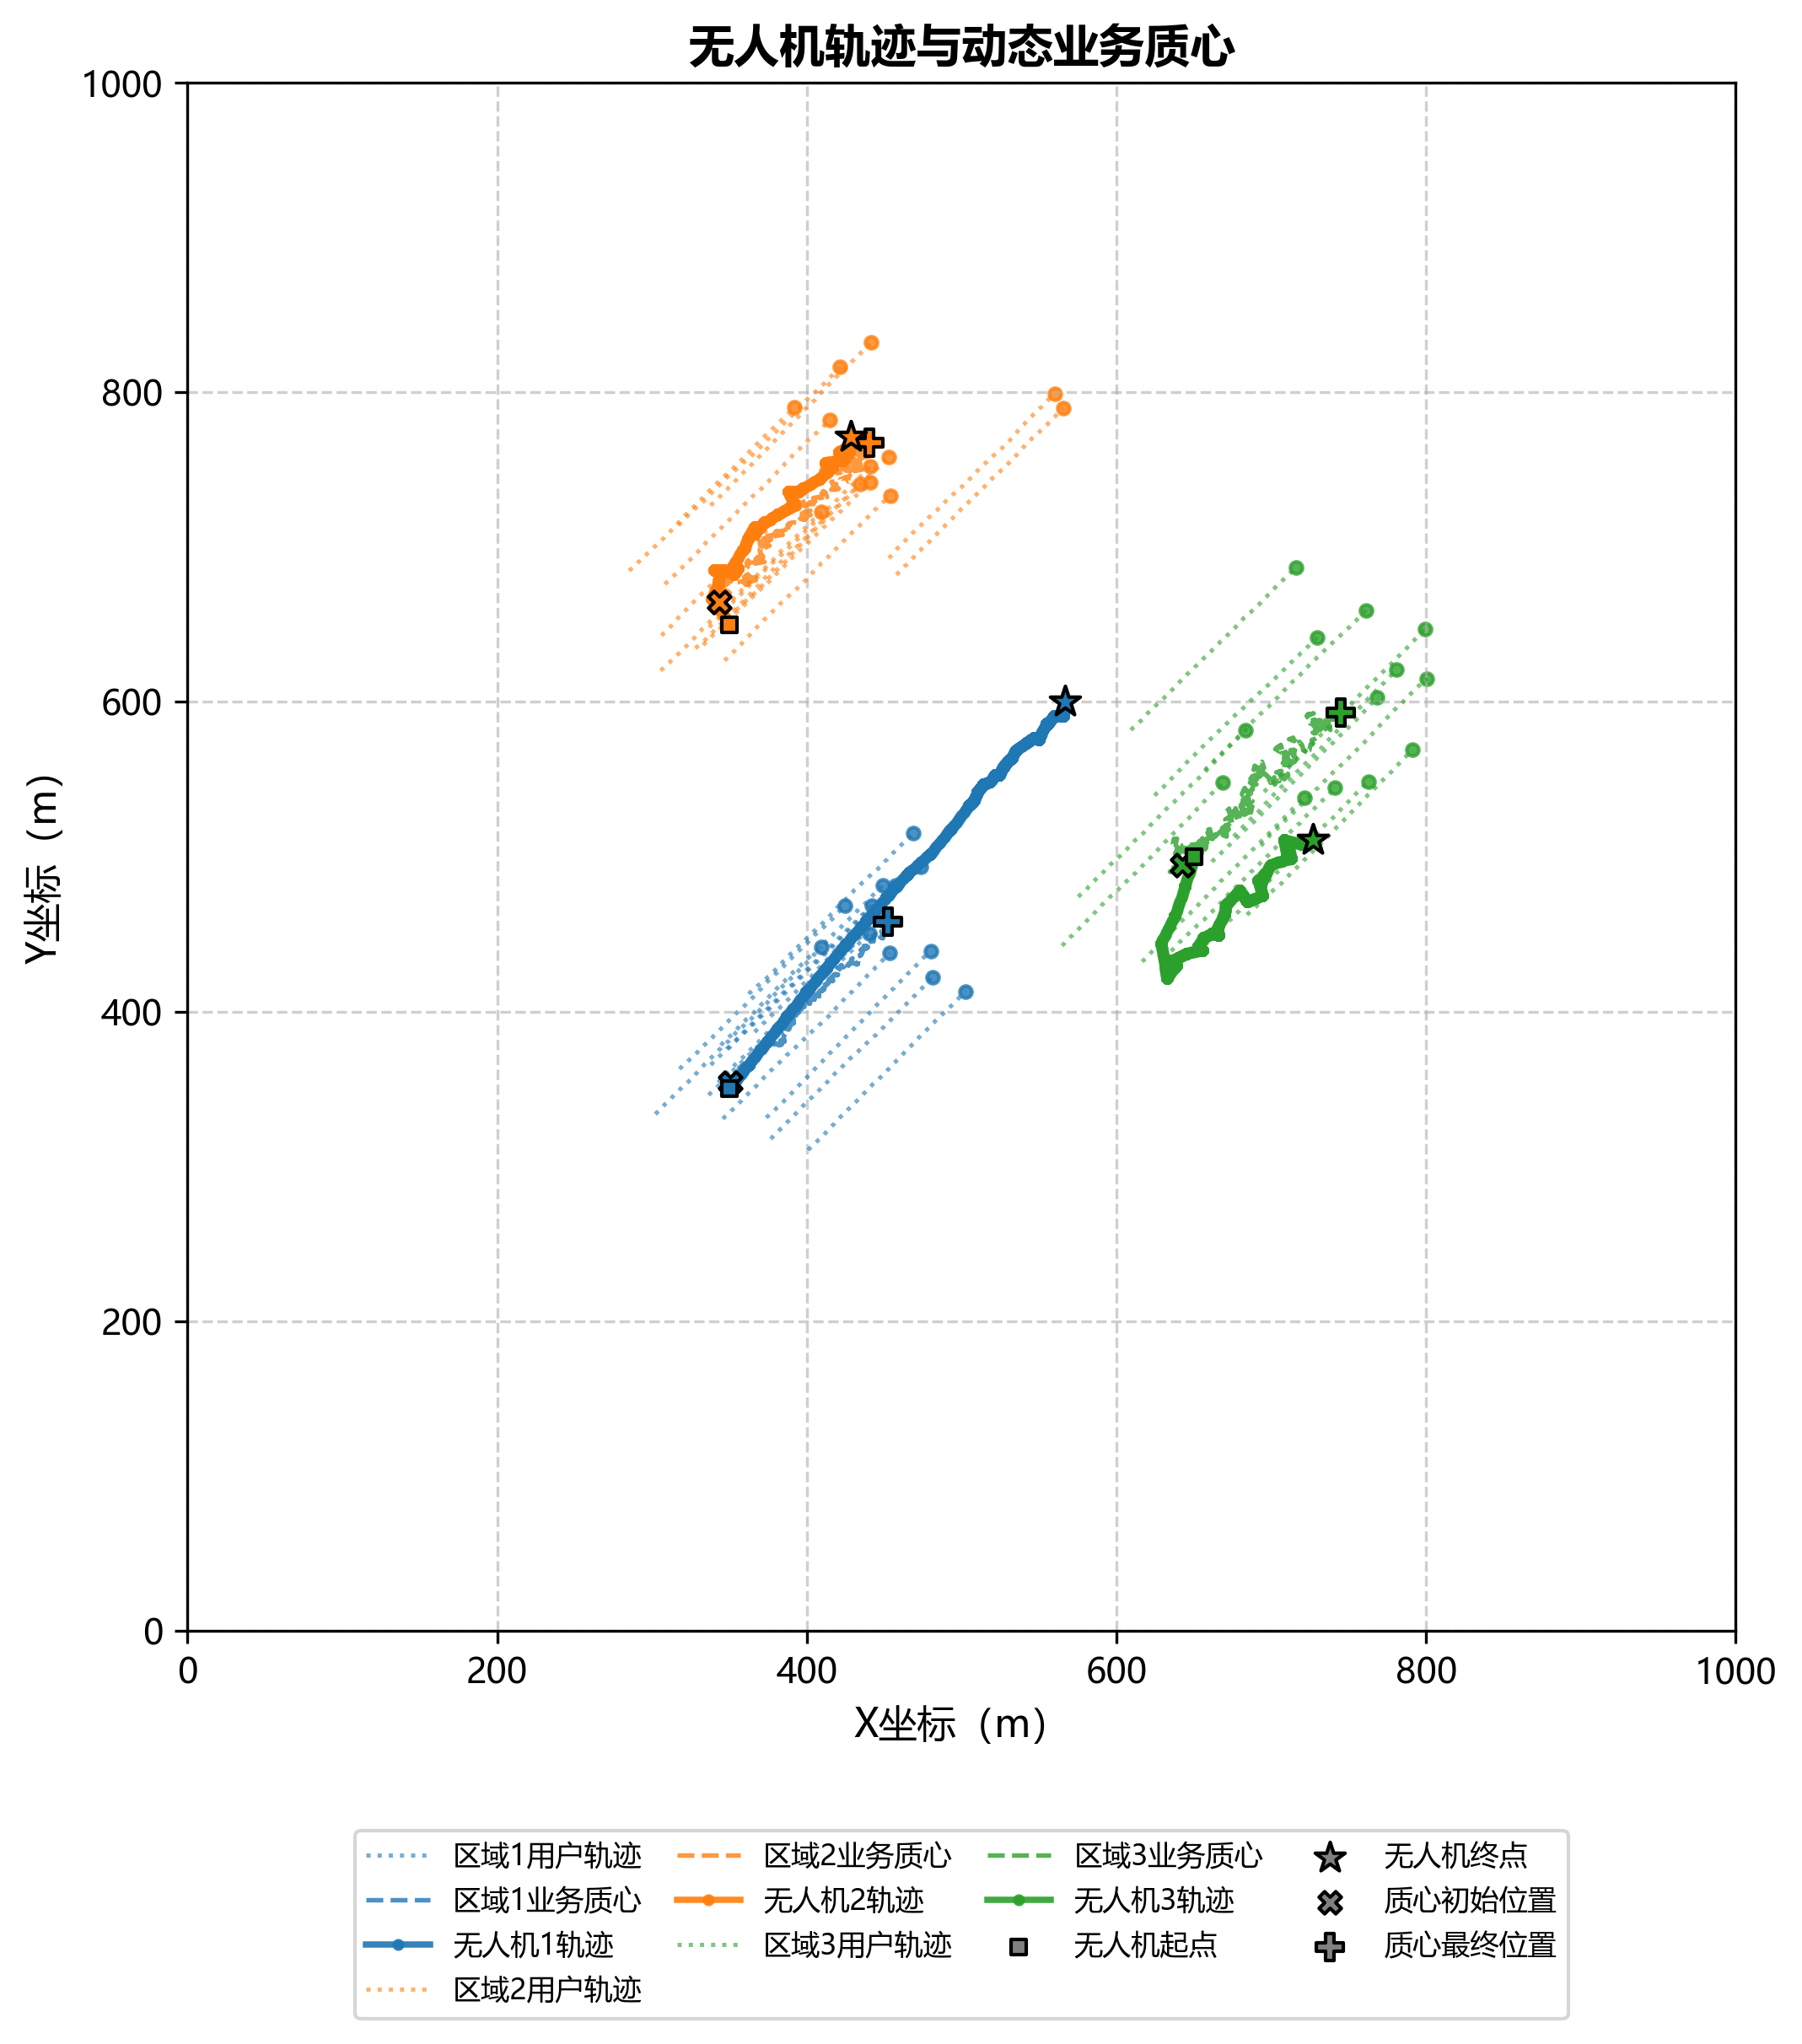 无人机轨迹与动态业务质心
1000
800
600
400
200
0
Y坐标（m）
0 200 400 600 800 1000
X坐标（m）
区域1用户轨迹
区域1业务质心
无人机1轨迹
区域2用户轨迹
区域2业务质心
无人机2轨迹
区域3用户轨迹
区域3业务质心
无人机3轨迹
无人机起点
无人机终点
质心初始位置
质心最终位置